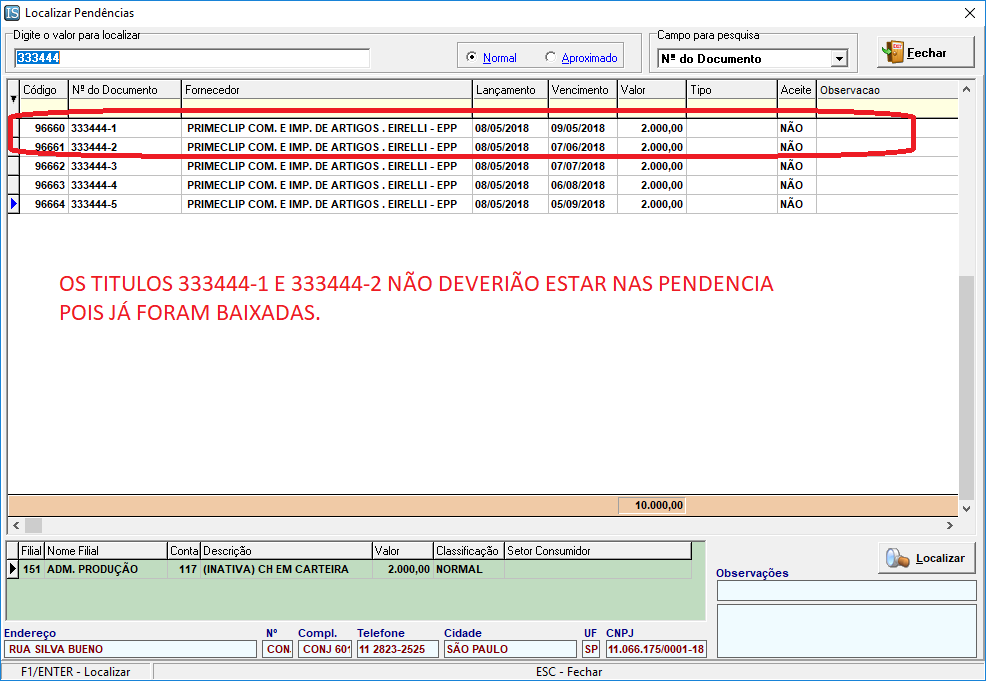 IS Localizar Pendências
Digite o valor para localizar
333444
Normal Aproximado
Campo para pesquisa
Nº do Documento
Fechar
Código Nº do Documento Fornecedor Lançamento Vencimento Valor Tipo Aceite Observacao
96660 333444-1 PRIMECLIP COM. E IMP. DE ARTIGOS . EIRELLI - EPP 08/05/2018 09/05/2018 2.000,00 NÃO
96661 333444-2 PRIMECLIP COM. E IMP. DE ARTIGOS . EIRELLI - EPP 08/05/2018 07/06/2018 2.000,00 NÃO
96662 333444-3 PRIMECLIP COM. E IMP. DE ARTIGOS . EIRELLI - EPP 08/05/2018 07/07/2018 2.000,00 NÃO
96663 333444-4 PRIMECLIP COM. E IMP. DE ARTIGOS . EIRELLI - EPP 08/05/2018 06/08/2018 2.000,00 NÃO
96664 333444-5 PRIMECLIP COM. E IMP. DE ARTIGOS . EIRELLI - EPP 08/05/2018 05/09/2018 2.000,00 NÃO
OS TITULOS 333444-1 E 333444-2 NÃO DEVERIÃO ESTAR NAS PENDENCIA
POIS JÁ FORAM BAIXADAS.
10.000,00
Filial Nome Filial Conta Descrição Valor Classificação Setor Consumidor
151 ADM. PRODUÇÃO 117 (INATIVA) CH EM CARTEIRA 2.000,00 NORMAL
Localizar
Observações
Endereço Nº Compl. Telefone Cidade UF CNPJ
RUA SILVA BUENO CON CONJ 601 11 2823-2525 SÃO PAULO SP 11.066.175/0001-18
F1/ENTER - Localizar ESC - Fechar